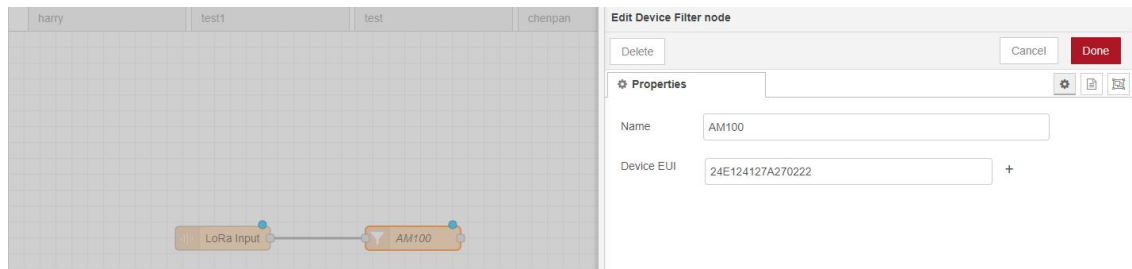 harry
test1
test
chenpan
Edit Device Filter node
Delete
Cancel
Done
Properties
Name
AM100
Device EUI
24E124127A270222
+
LoRa Input
AM100